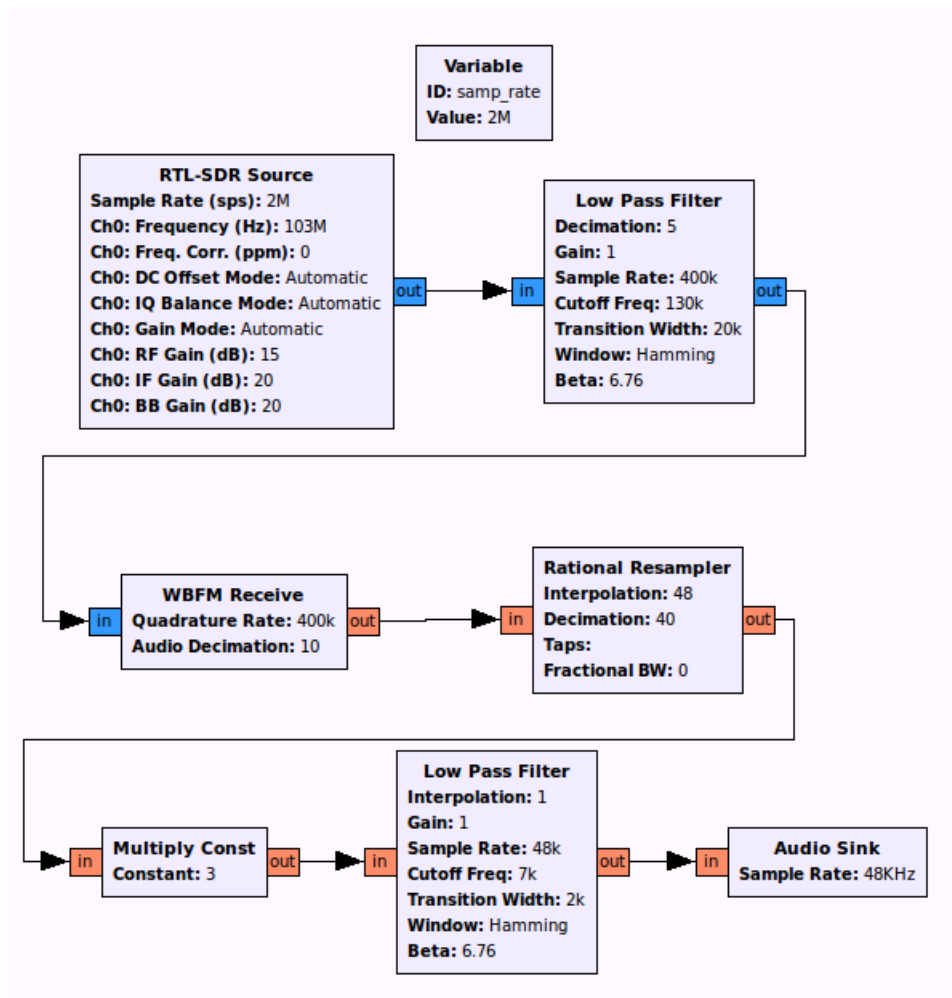 Variable
ID: samp_rate
Value: 2M
RTL-SDR Source
Sample Rate (sps): 2M
Ch0: Frequency (Hz): 103M
Ch0: Freq. Corr. (ppm): 0
Ch0: DC Offset Mode: Automatic
Ch0: IQ Balance Mode: Automatic
Ch0: Gain Mode: Automatic
Ch0: RF Gain (dB): 15
Ch0: IF Gain (dB): 20
Ch0: BB Gain (dB): 20
out
in
Low Pass Filter
Decimation: 5
Gain: 1
Sample Rate: 400k
Cutoff Freq: 130k
Transition Width: 20k
Window: Hamming
Beta: 6.76
out
in
WBFM Receive
Quadrature Rate: 400k
Audio Decimation: 10
out
in
Rational Resampler
Interpolation: 48
Decimation: 40
Taps:
Fractional BW: 0
out
in
Multiply Const
Constant: 3
out
in
Low Pass Filter
Interpolation: 1
Gain: 1
Sample Rate: 48k
Cutoff Freq: 7k
Transition Width: 2k
Window: Hamming
Beta: 6.76
out
in
Audio Sink
Sample Rate: 48KHz